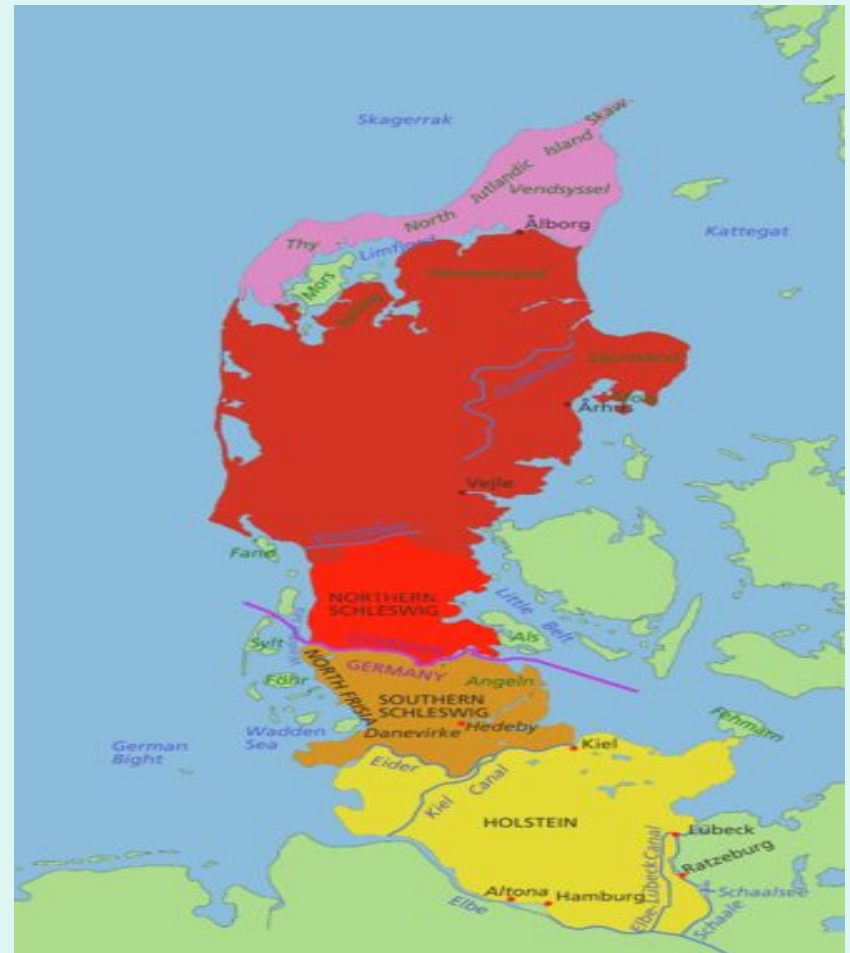 Skaw
Skagerrak
Island
Jutlandic
Vendsyssel
North
Ålborg
Kattegat
Thy
Limfjord
Mors
Århus
Vejle
Fanø
NORTHERN
SCHLESWIG
Little Belt
Als
Sylt
GERMANY
NORTH FRISIA
Föhr
Angeln
SOUTHERN
SCHLESWIG
Hedeby
Danevirke
Wadden
Sea
German
Bight
Fehmarn
Kiel
Eider
Kiel Canal
HOLSTEIN
Lübeck
Ratzeburg
Elbe-Lübeck Canal
Schaalsee
Altona
Hamburg
Elbe
Schaale